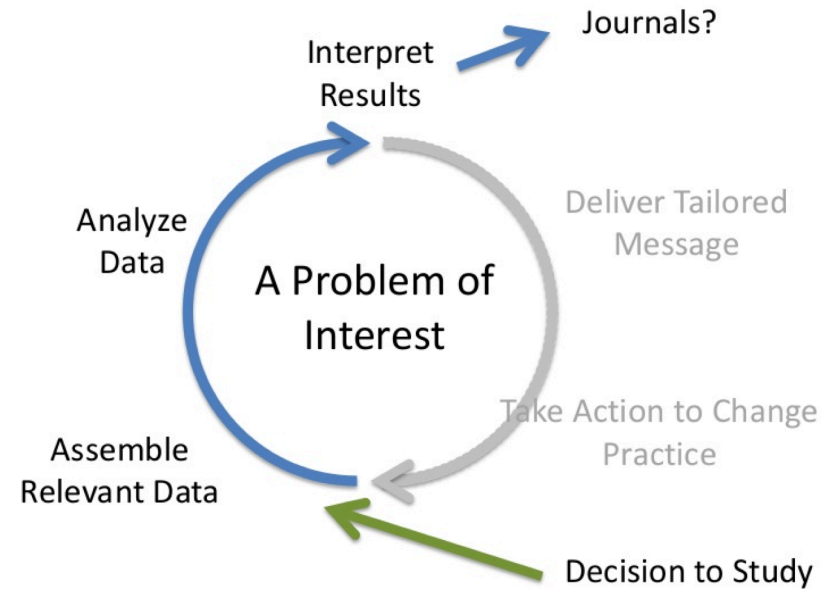 Journals?
Interpret
Results
Analyze
Data
Deliver Tailored
Message
A Problem of
Interest
Take Action to Change
Practice
Assemble
Relevant Data
Decision to Study